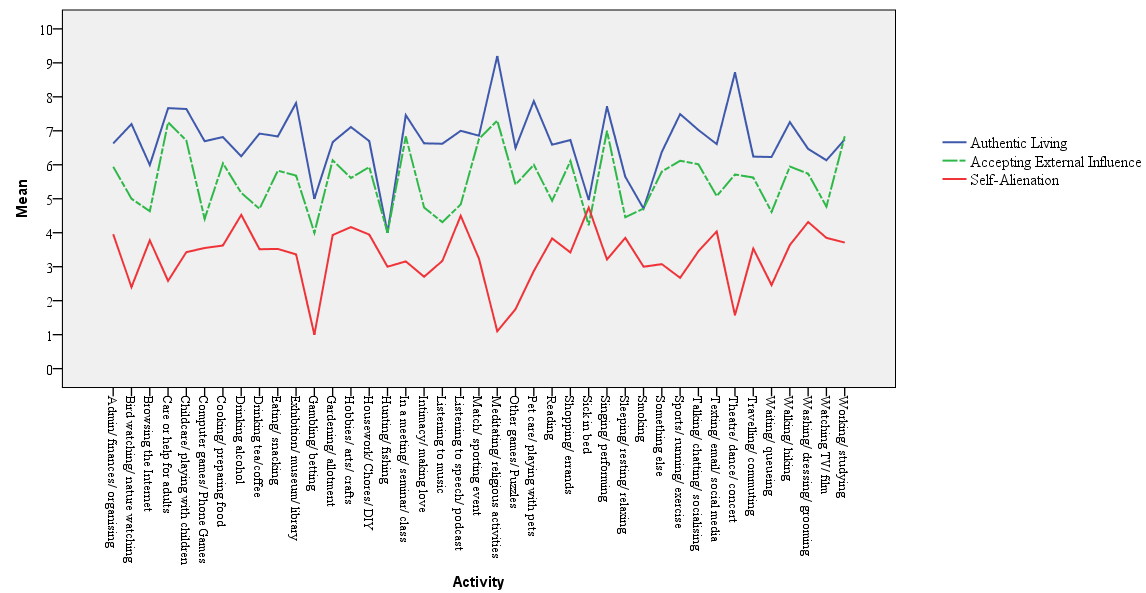 10
9
8
7
6
5
4
3
2
1
0
Mean
Authentic Living
Accepting External Influence
Self-Alienation
Admin/ finances/ organising
Bird watching/ nature watching
Browsing the Internet
Care or help for adults
Childcare/ playing with children
Computer games/ Phone Games
Cooking/ preparing food
Drinking alcohol
Drinking tea/coffee
Eating/ snacking
Exhibition/ museum/ library
Gambling/ betting
Gardening/ allotment
Hobbies/ arts/ crafts
Housework/ Chores/ DIY
Hunting/ fishing
In a meeting/ seminar/ class
Intimacy/ making love
Listening to music
Listening to speech/ podcast
Match/ sporting event
Meditating/ religious activities
Other games/ Puzzles
Pet care/ playing with pets
Reading
Shopping/ errands
Sick in bed
Singing/ performing
Sleeping/ resting/ relaxing
Smoking
Something else
Sports/ running/ exercise
Talking/ chatting/ socialising
Texting/ email/ social media
Theatre/ dance/ concert
Travelling/ commuting
Waiting/ queueing
Walking/ hiking
Washing/ dressing/ grooming
Watching TV/ film
Working/ studying
Activity